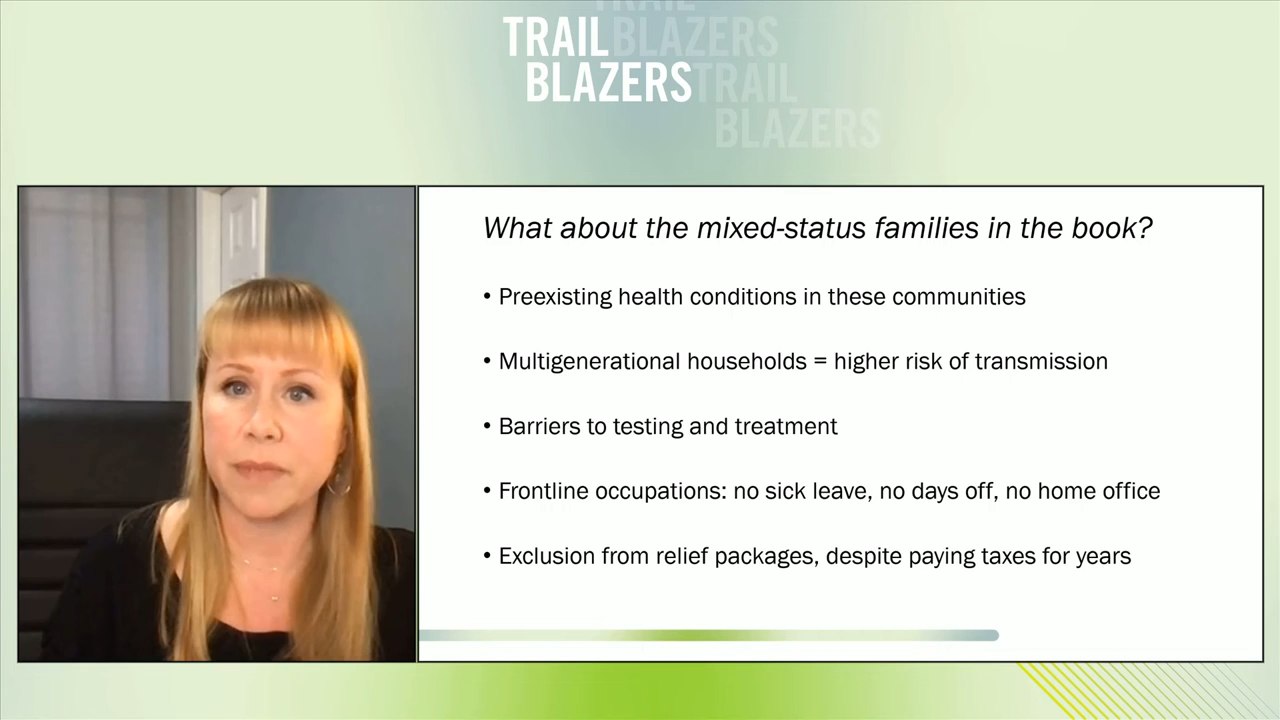 TRAIL
TRAILBLAZERS
BLAZERSTRAIL
BLAZERS
What about the mixed-status families in the book?
• Preexisting health conditions in these communities
• Multigenerational households = higher risk of transmission
• Barriers to testing and treatment
• Frontline occupations: no sick leave, no days off, no home office
• Exclusion from relief packages, despite paying taxes for years